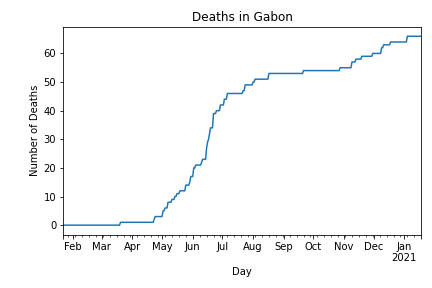 Deaths in Gabon
Number of Deaths
60
50
40
30
20
10
0
Feb Mar Apr May Jun Jul Aug Sep Oct Nov Dec Jan
2021
Day